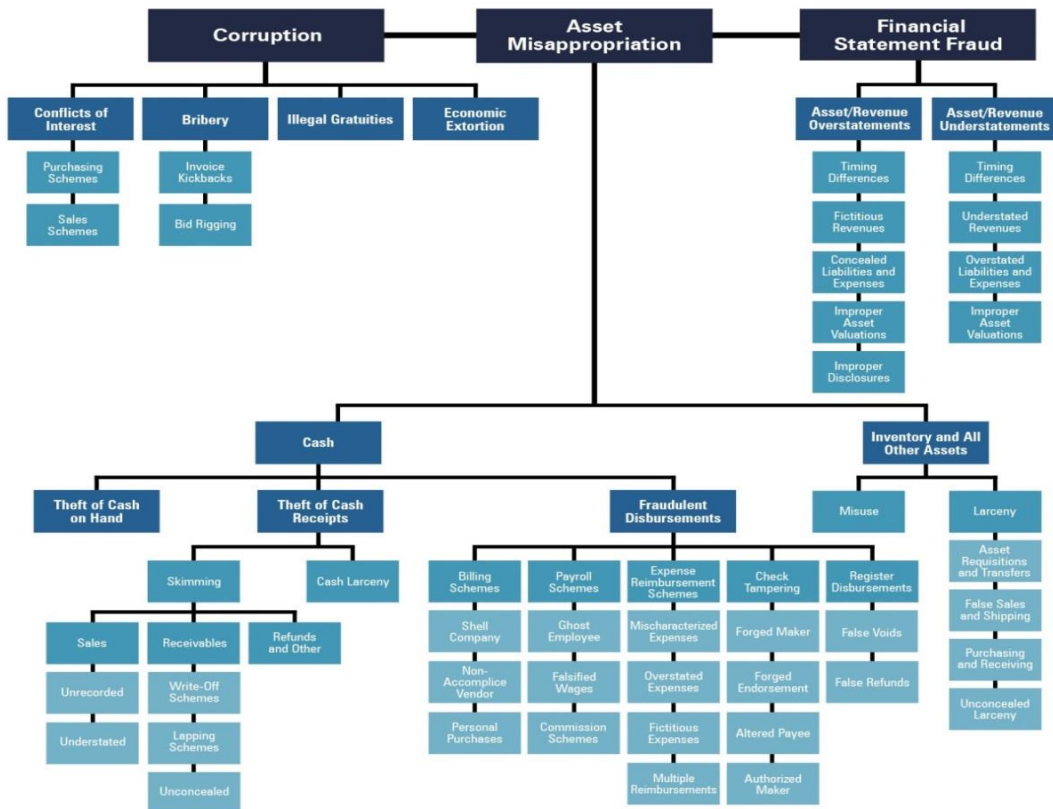 Corruption
Asset
Misappropriation
Financial
Statement Fraud
Conflicts of
Interest
Bribery
Illegal Gratuities
Economic
Extortion
Asset/Revenue
Overstatements
Asset/Revenue
Understatements
Purchasing
Schemes
Sales
Schemes
Invoice
Kickbacks
Bid Rigging
Timing
Differences
Fictitious
Revenues
Concealed
Liabilities and
Expenses
Improper
Asset
Valuations
Improper
Disclosures
Timing
Differences
Understated
Revenues
Overstated
Liabilities and
Expenses
Improper
Asset
Valuations
Cash
Inventory and All
Other Assets
Theft of Cash
on Hand
Theft of Cash
Receipts
Fraudulent
Disbursements
Misuse
Larceny
Asset
Requisitions
and Transfers
False Sales
and Shipping
Purchasing
and Receiving
Unconcealed
Larceny
Skimming
Cash Larceny
Sales
Unrecorded
Understated
Receivables
Write-Off
Schemes
Lapping
Schemes
Unconcealed
Refunds
and Other
Billing
Schemes
Shell
Company
Non-
Accomplice
Vendor
Personal
Purchases
Payroll
Schemes
Ghost
Employee
Falsified
Wages
Commission
Schemes
Expense
Reimbursement
Schemes
Mischaracterized
Expenses
Overstated
Expenses
Fictitious
Expenses
Multiple
Reimbursements
Check
Tampering
Forged Maker
Forged
Endorsement
Altered Payee
Authorized
Maker
Register
Disbursements
False Voids
False Refunds